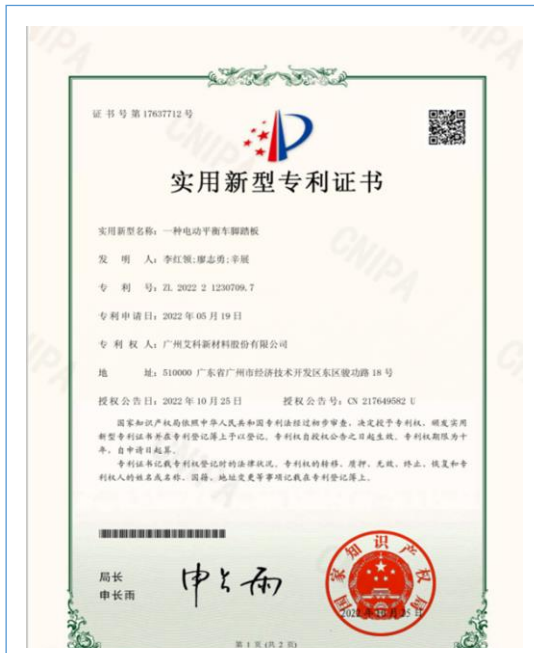 证书号第17637712号
实用新型专利证书
实用新型名称：一种电动平衡车脚踏板
发 明 人：李红领;廖志勇;辛展
专 利 号：ZL 2022 2 1230709.7
专利申请日：2022年05月19日
专 利 权 人：广州艾科新材料股份有限公司
地 址：510000 广东省广州市经济技术开发区东区骏功路18号
授权公告日：2022年10月25日 授权公告号：CN 217649582 U
国家知识产权局依照中华人民共和国专利法经过初步审查，决定授予专利权，颁发实用
新型专利证书并在专利登记簿上予以登记。专利权自授权公告之日起生效。专利权期限为十
年，自申请日起算。
专利证书记载专利权登记时的法律状况。专利权的转移、质押、无效、终止、恢复和专
利权人的姓名或名称、国籍、地址变更等事项记载在专利登记簿上。
局长
申长雨
申长雨
国家知识产权局
2022年10月25日
第 1 页 (共 2 页)
CNIPA
CNIPA
CNIPA
CNIPA